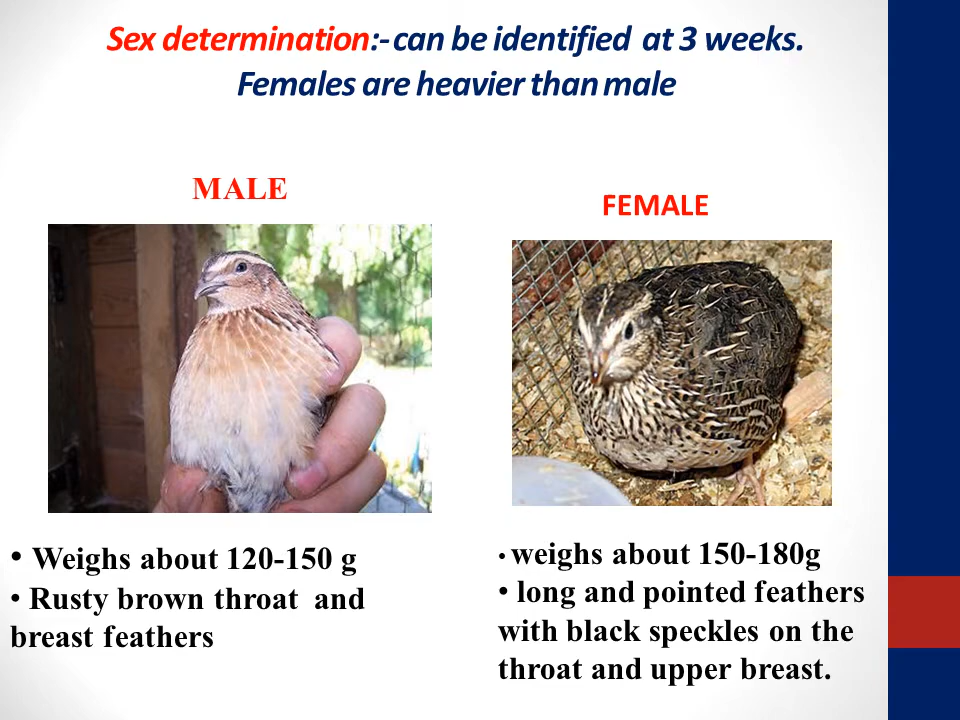 Sex determination:- can be identified at 3 weeks.
Females are heavier than male
MALE
FEMALE
• Weighs about 120-150 g
• Rusty brown throat and
breast feathers
• weighs about 150-180g
• long and pointed feathers
with black speckles on the
throat and upper breast.